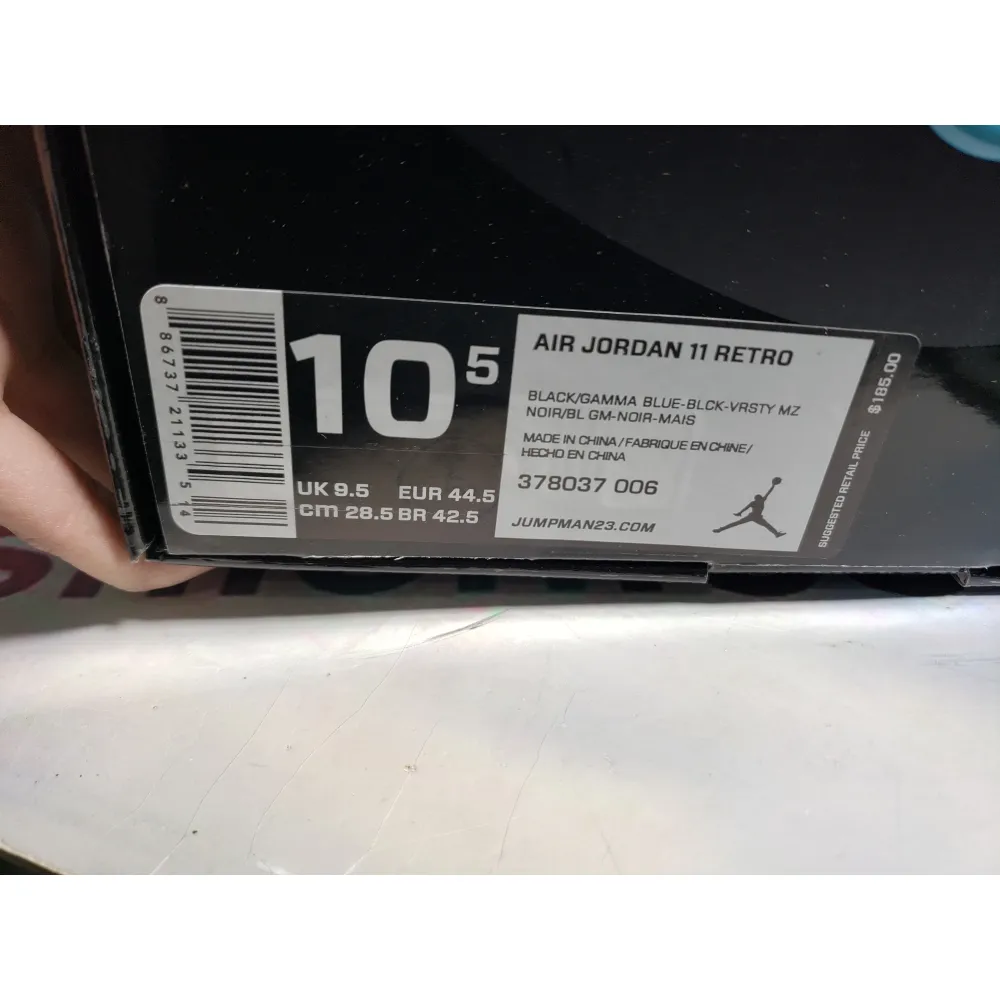 8 86737 21133 5 14
10 5
UK 9.5 EUR 44.5
cm 28.5 BR 42.5
AIR JORDAN 11 RETRO
BLACK/GAMMA BLUE-BLCK-VRSTY MZ
NOIR/BL GM-NOIR-MAIS
MADE IN CHINA/FABRIQUE EN CHINE/
HECHO EN CHINA
378037 006
JUMPMAN23.COM
SUGGESTED RETAIL PRICE $185.00